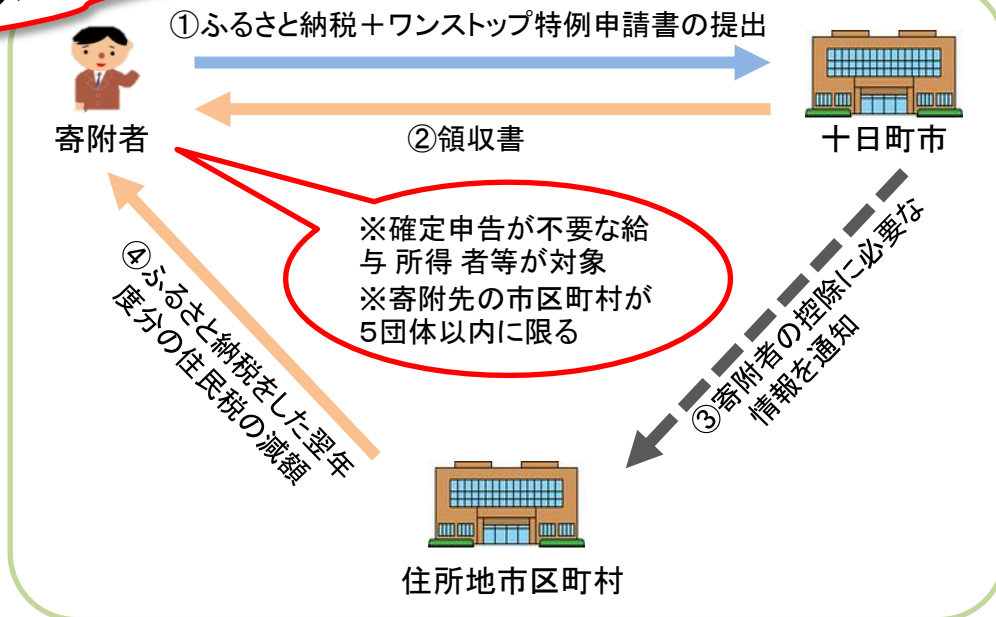 ①ふるさと納税＋ワンストップ特例申請書の提出
寄附者
②領収書
十日町市
※確定申告が不要な給
与 所得 者等が対象
※寄附先の市区町村が
５団体以内に限る
③寄附者の控除に必要な
情報を通知
④ふるさと納税をした翌年
度分の住民税の減額
住所地市区町村